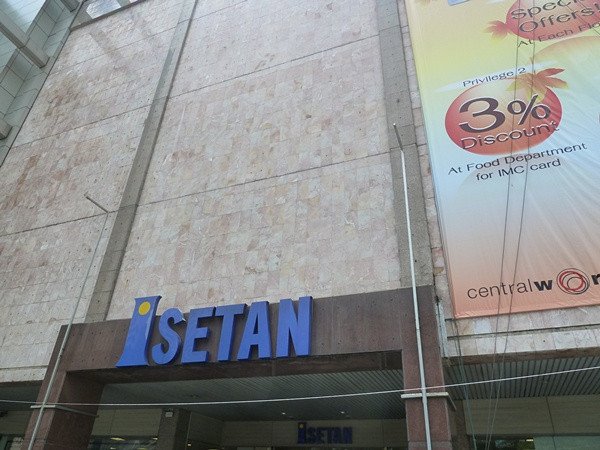 Special
Offers
At Each
Privilege 2
3%
Discount*
At Food Department
for IMC card
central
ISETAN
ISETAN